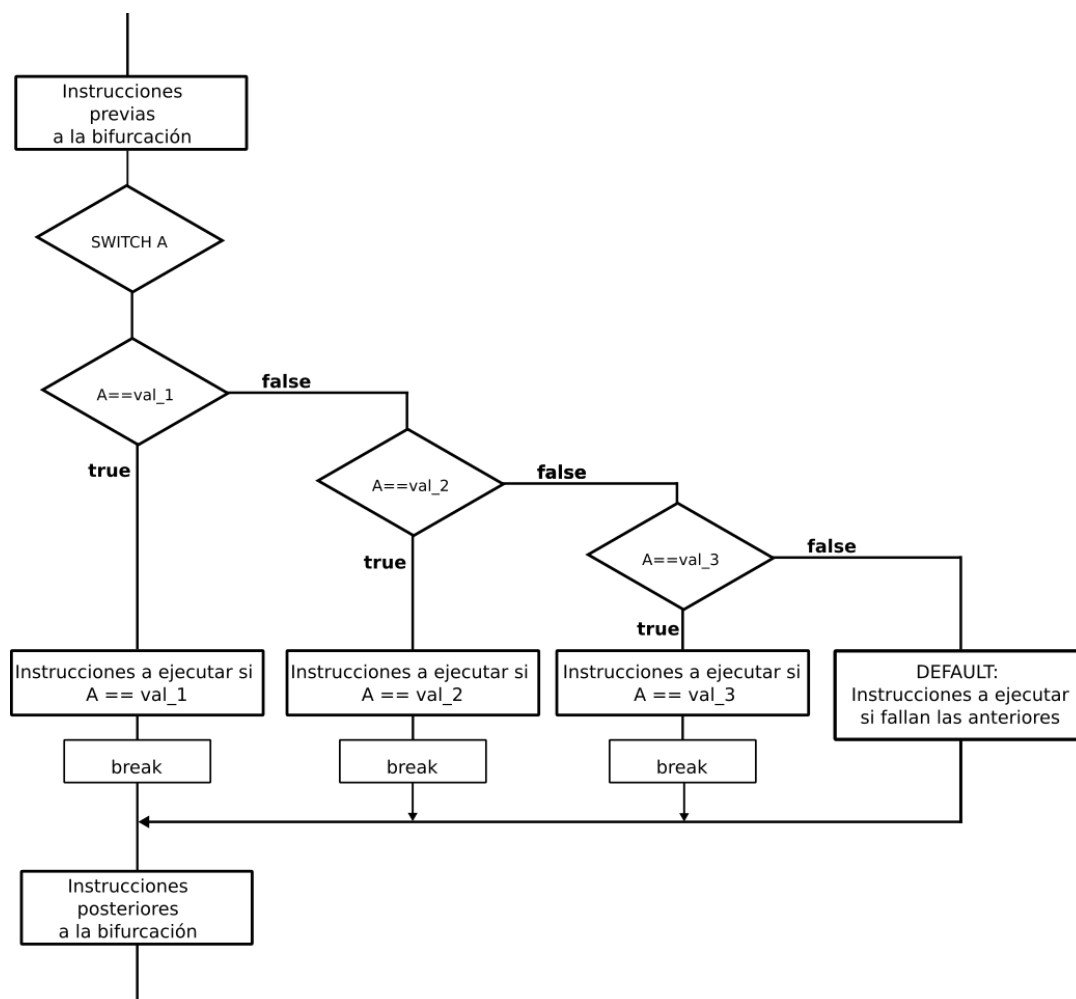 Instrucciones
previas
a la bifurcación
SWITCH A
A==val_1
false
true
A==val_2
false
true
A==val_3
false
true
Instrucciones a ejecutar si
A == val_1
break
Instrucciones a ejecutar si
A == val_2
break
Instrucciones a ejecutar si
A == val_3
break
DEFAULT:
Instrucciones a ejecutar
si fallan las anteriores
Instrucciones
posteriores
a la bifurcación